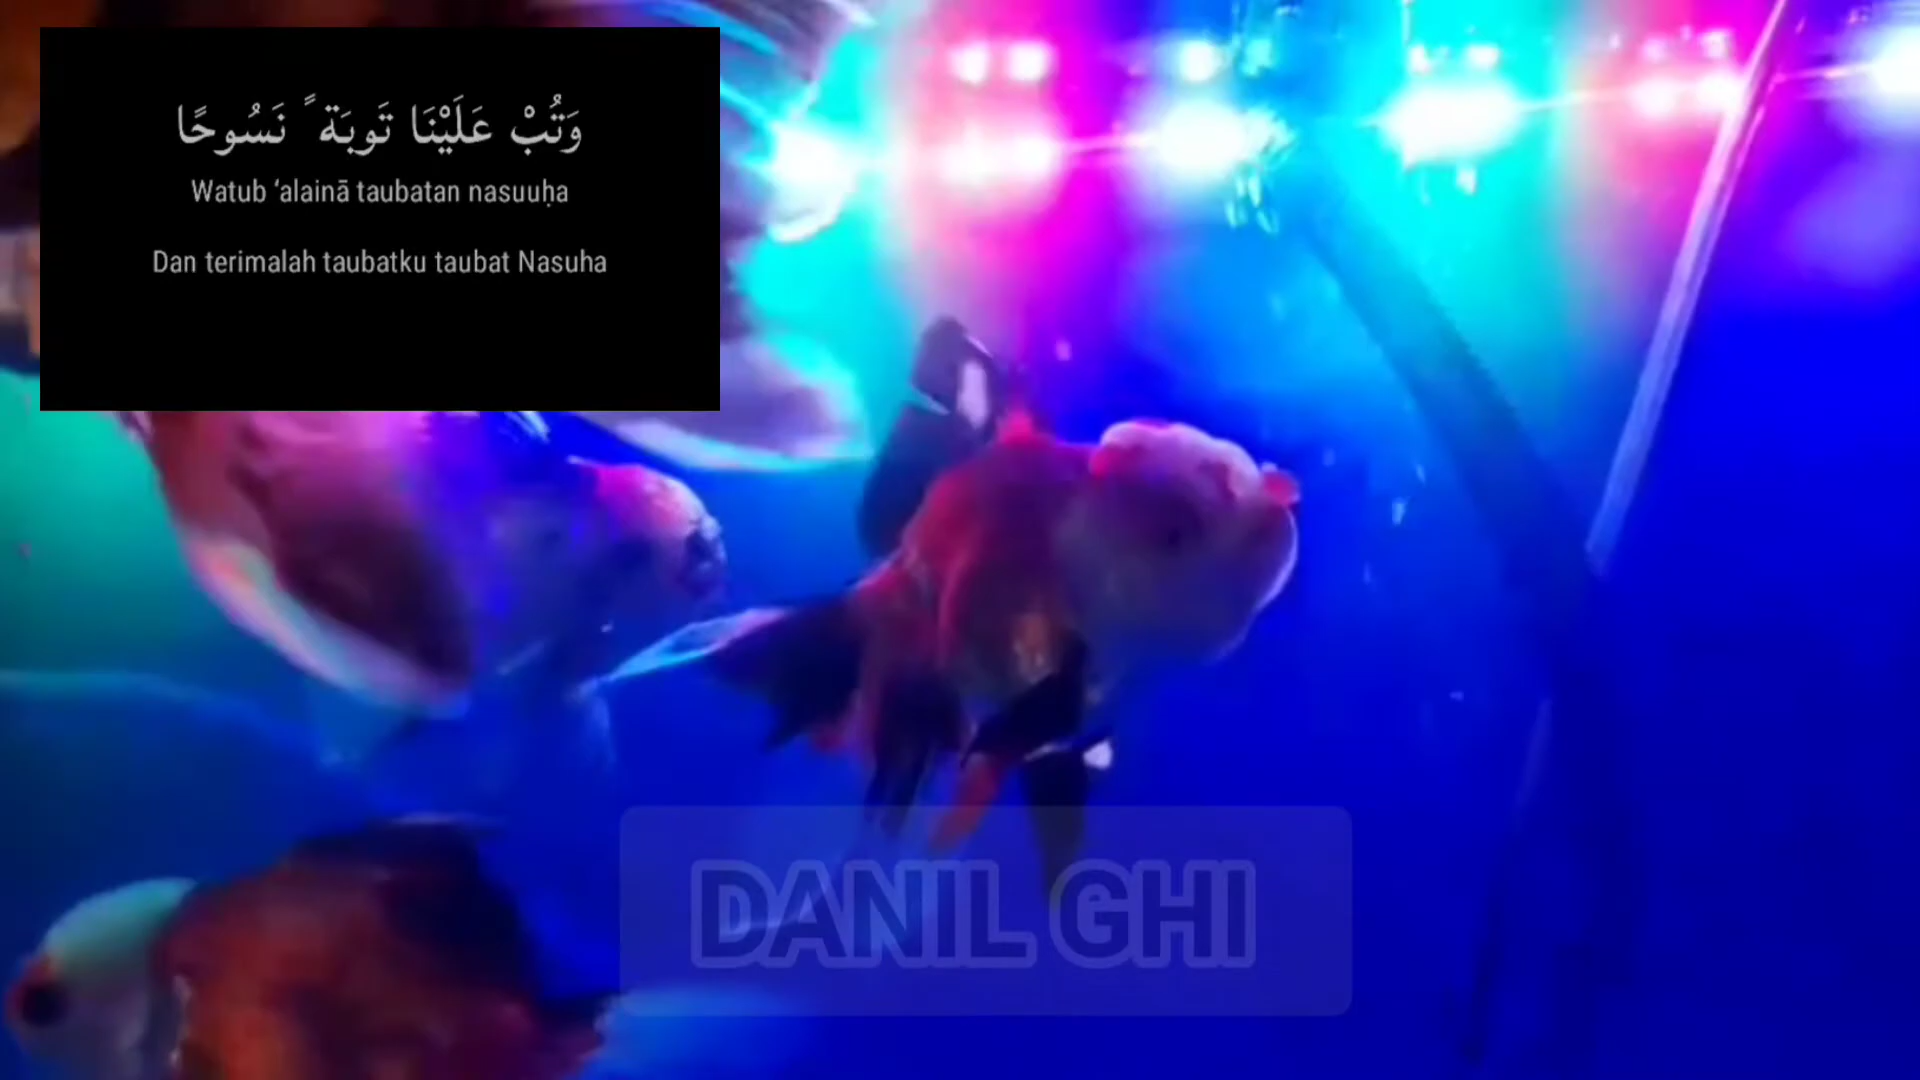 وَتُبْ عَلَيْنَا تَوبَة ً نَسُوحًا
Watub ‘alainā taubatan nasuuḥa
Dan terimalah taubatku taubat Nasuha
DANIL GHI